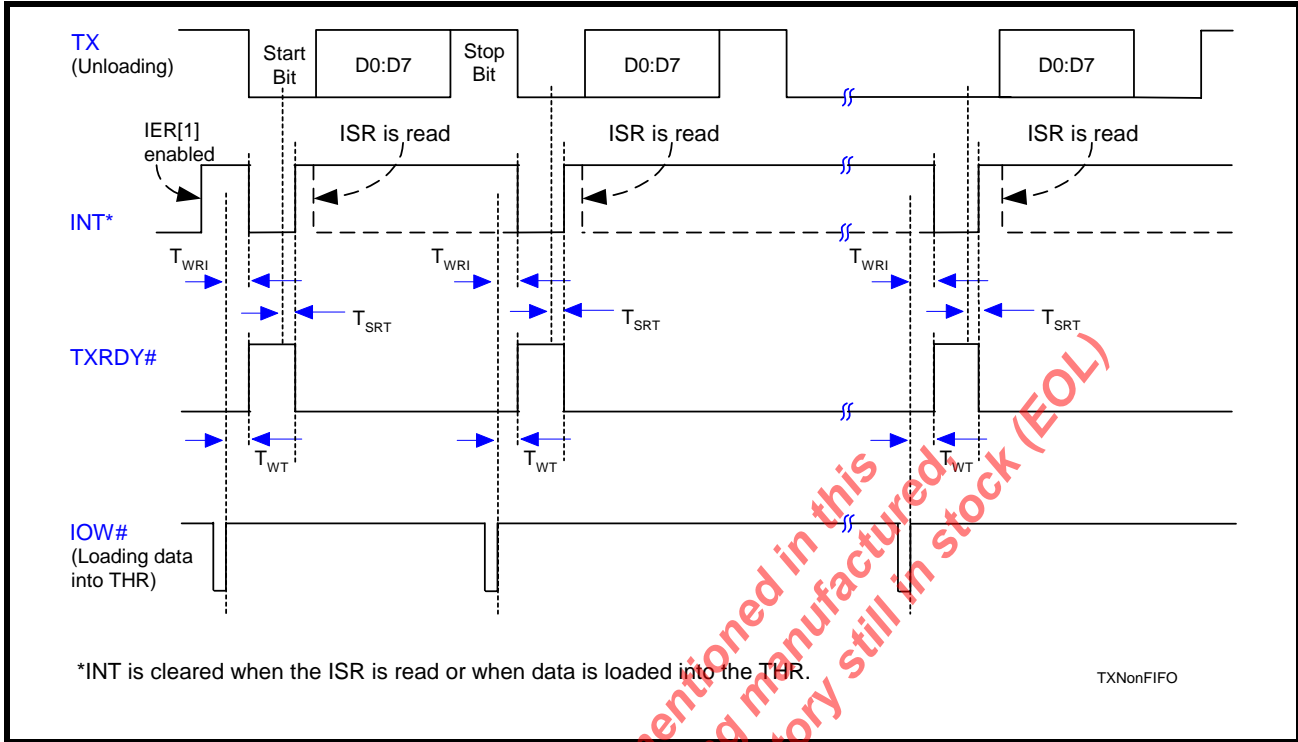 TX
(Unloading)
Start
Bit
D0:D7
Stop
Bit
D0:D7
D0:D7
IER[1]
enabled
ISR is read
ISR is read
ISR is read
INT*
TWRI
TWRI
TWRI
TSRT
TSRT
TSRT
TXRDY#
TWT
TWT
TWT
IOW#
(Loading data
into THR)
*INT is cleared when the ISR is read or when data is loaded into the THR.
TXNonFIFO
mentioned in this
manufactured,
ory still in stock (EOL)